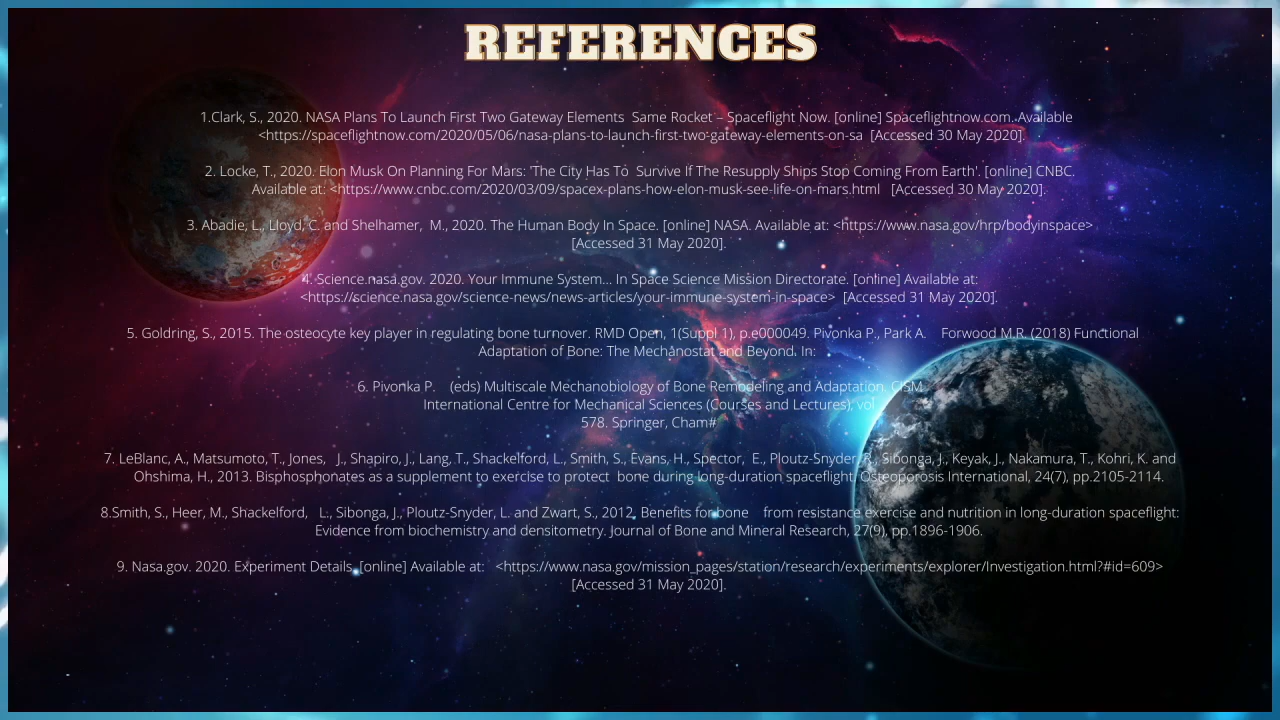 REFERENCES
1.Clark, S., 2020. NASA Plans To Launch First Two Gateway Elements Same Rocket – Spaceflight Now. [online] Spaceflightnow.com. Available
<https://spaceflightnow.com/2020/05/06/nasa-plans-to-launch-first-two-gateway-elements-on-sa [Accessed 30 May 2020].
2. Locke, T., 2020. Elon Musk On Planning For Mars: 'The City Has To Survive If The Resupply Ships Stop Coming From Earth'. [online] CNBC.
Available at: <https://www.cnbc.com/2020/03/09/spacex-plans-how-elon-musk-see-life-on-mars.html [Accessed 30 May 2020].
3. Abadie, L., Lloyd, C. and Shelhamer, M., 2020. The Human Body In Space. [online] NASA. Available at: <https://www.nasa.gov/hrp/bodyinspace>
[Accessed 31 May 2020].
4. Science.nasa.gov. 2020. Your Immune System... In Space Science Mission Directorate. [online] Available at:
<https://science.nasa.gov/science-news/news-articles/your-immune-system-in-space> [Accessed 31 May 2020].
5. Goldring, S., 2015. The osteocyte key player in regulating bone turnover. RMD Open, 1(Suppl 1), p.e000049. Pivonka P., Park A. Forwood M.R. (2018) Functional
Adaptation of Bone: The Mechanostat and Beyond. In:
6. Pivonka P. (eds) Multiscale Mechanobiology of Bone Remodeling and Adaptation. CISM
International Centre for Mechanical Sciences (Courses and Lectures), vol
578. Springer, Cham#
7. LeBlanc, A., Matsumoto, T., Jones, J., Shapiro, J., Lang, T., Shackelford, L., Smith, S., Evans, H., Spector, E., Ploutz-Snyder, R., Sibonga, J., Keyak, J., Nakamura, T., Kohri, K. and
Ohshima, H., 2013. Bisphosphonates as a supplement to exercise to protect bone during long-duration spaceflight. Osteoporosis International, 24(7), pp.2105-2114.
8.Smith, S., Heer, M., Shackelford, L., Sibonga, J., Ploutz-Snyder, L. and Zwart, S., 2012. Benefits for bone from resistance exercise and nutrition in long-duration spaceflight:
Evidence from biochemistry and densitometry. Journal of Bone and Mineral Research, 27(9), pp.1896-1906.
9. Nasa.gov. 2020. Experiment Details. [online] Available at: <https://www.nasa.gov/mission_pages/station/research/experiments/explorer/Investigation.html?#id=609>
[Accessed 31 May 2020].